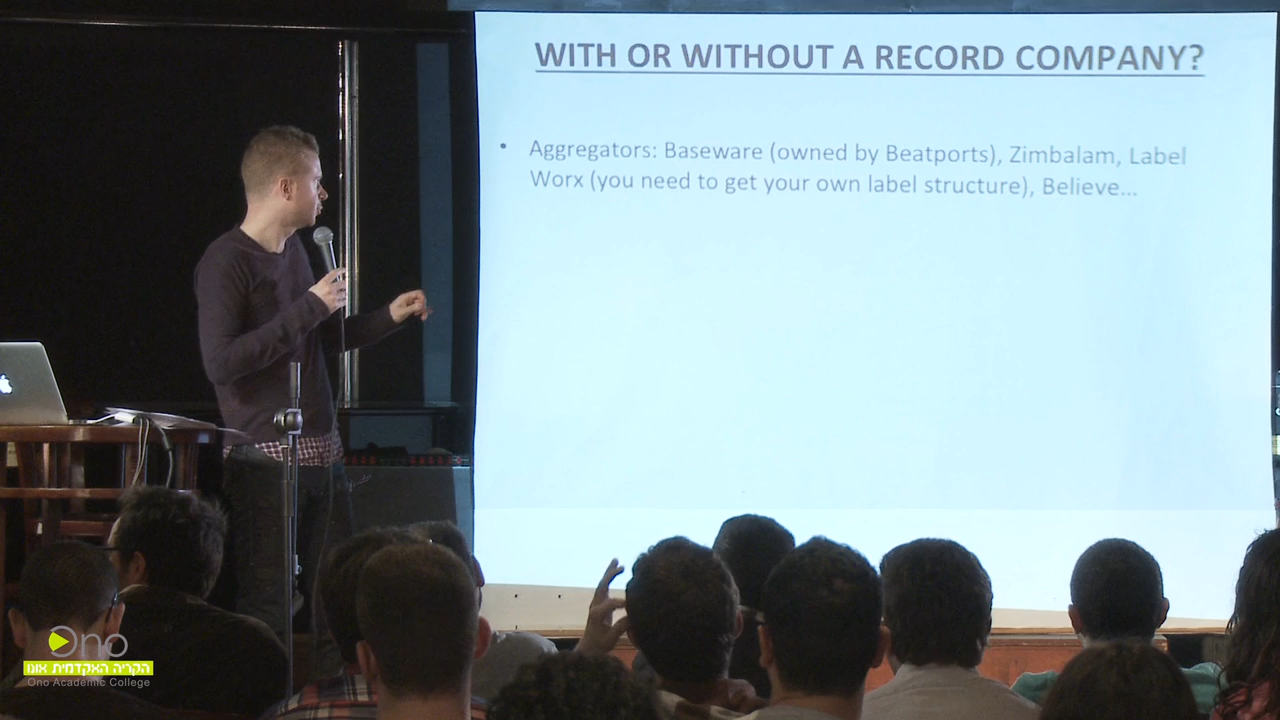 WITH OR WITHOUT A RECORD COMPANY?
• Aggregators: Baseware (owned by Beatports), Zimbalam, Label
Worx (you need to get your own label structure), Believe...
Ono
הקריה האקדמית אונו
Ono Academic College